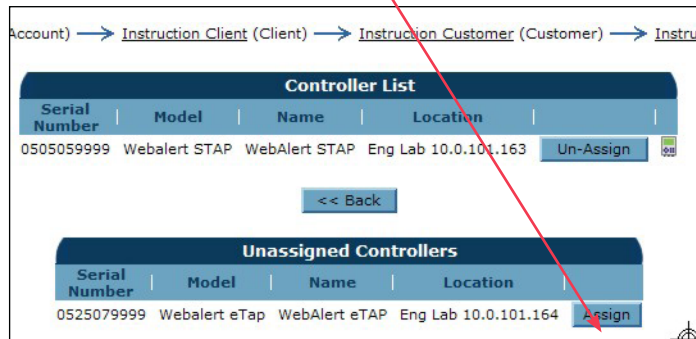 Account) Instruction Client (Client) Instruction Customer (Customer)
Controller List
Serial Number Model Name Location
0505059999 Webalert STAP WebAlert STAP Eng Lab 10.0.101.163 Un-Assign
<< Back
Unassigned Controllers
Serial Number Model Name Location
0525079999 Webalert eTap WebAlert eTAP Eng Lab 10.0.101.164 Assign